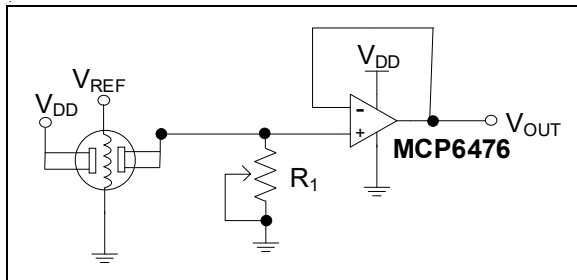 V_DD
V_REF
V_DD
-
+
MCP6476
V_OUT
R_1